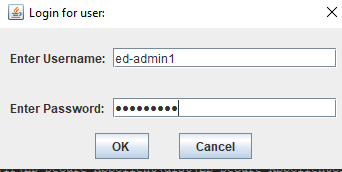 Login for user:
Enter Username: ed-admin1
Enter Password: •••••••••
OK Cancel